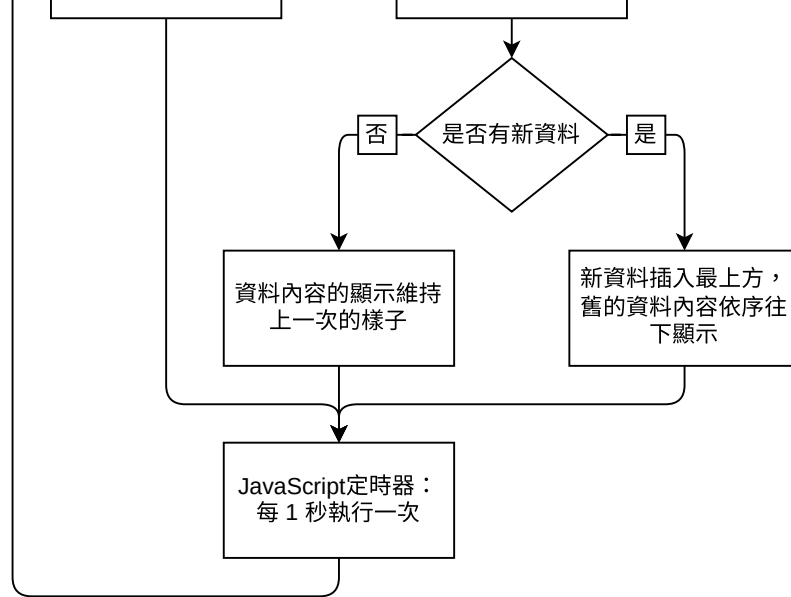 是否有新資料
否
是
資料內容的顯示維持
上一次的樣子
新資料插入最上方，
舊的資料內容依序往
下顯示
JavaScript定時器：
每 1 秒執行一次